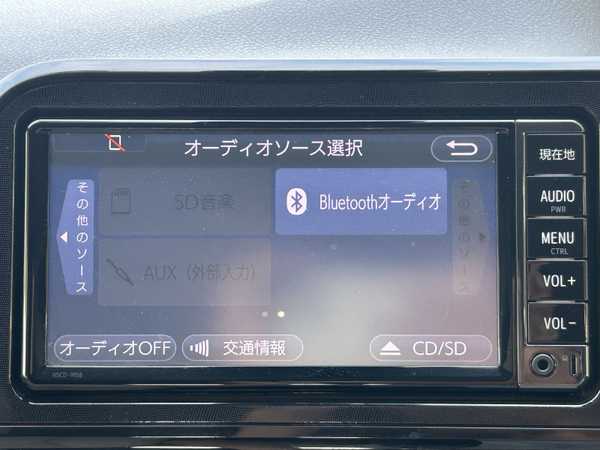 オーディオソース選択
その他のソース
SD音楽
Bluetoothオーディオ
その他のソース
AUX（外部入力）
オーディオOFF
交通情報
CD/SD
現在地
AUDIO
PWR
MENU
CTRL
VOL+
VOL-